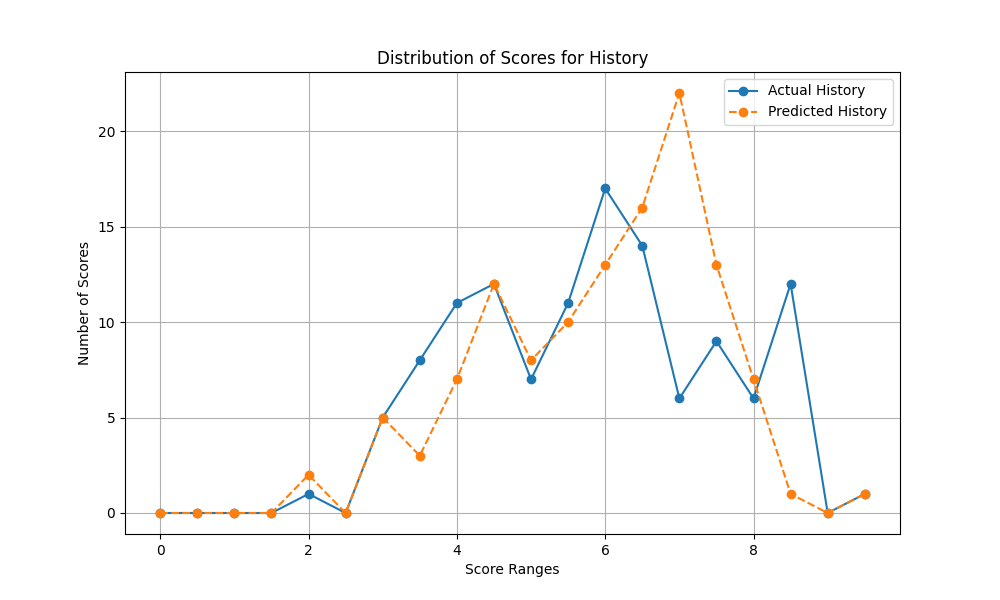 Distribution of Scores for History
Actual History
Predicted History
Number of Scores
20
15
10
5
0
0 2 4 6 8
Score Ranges